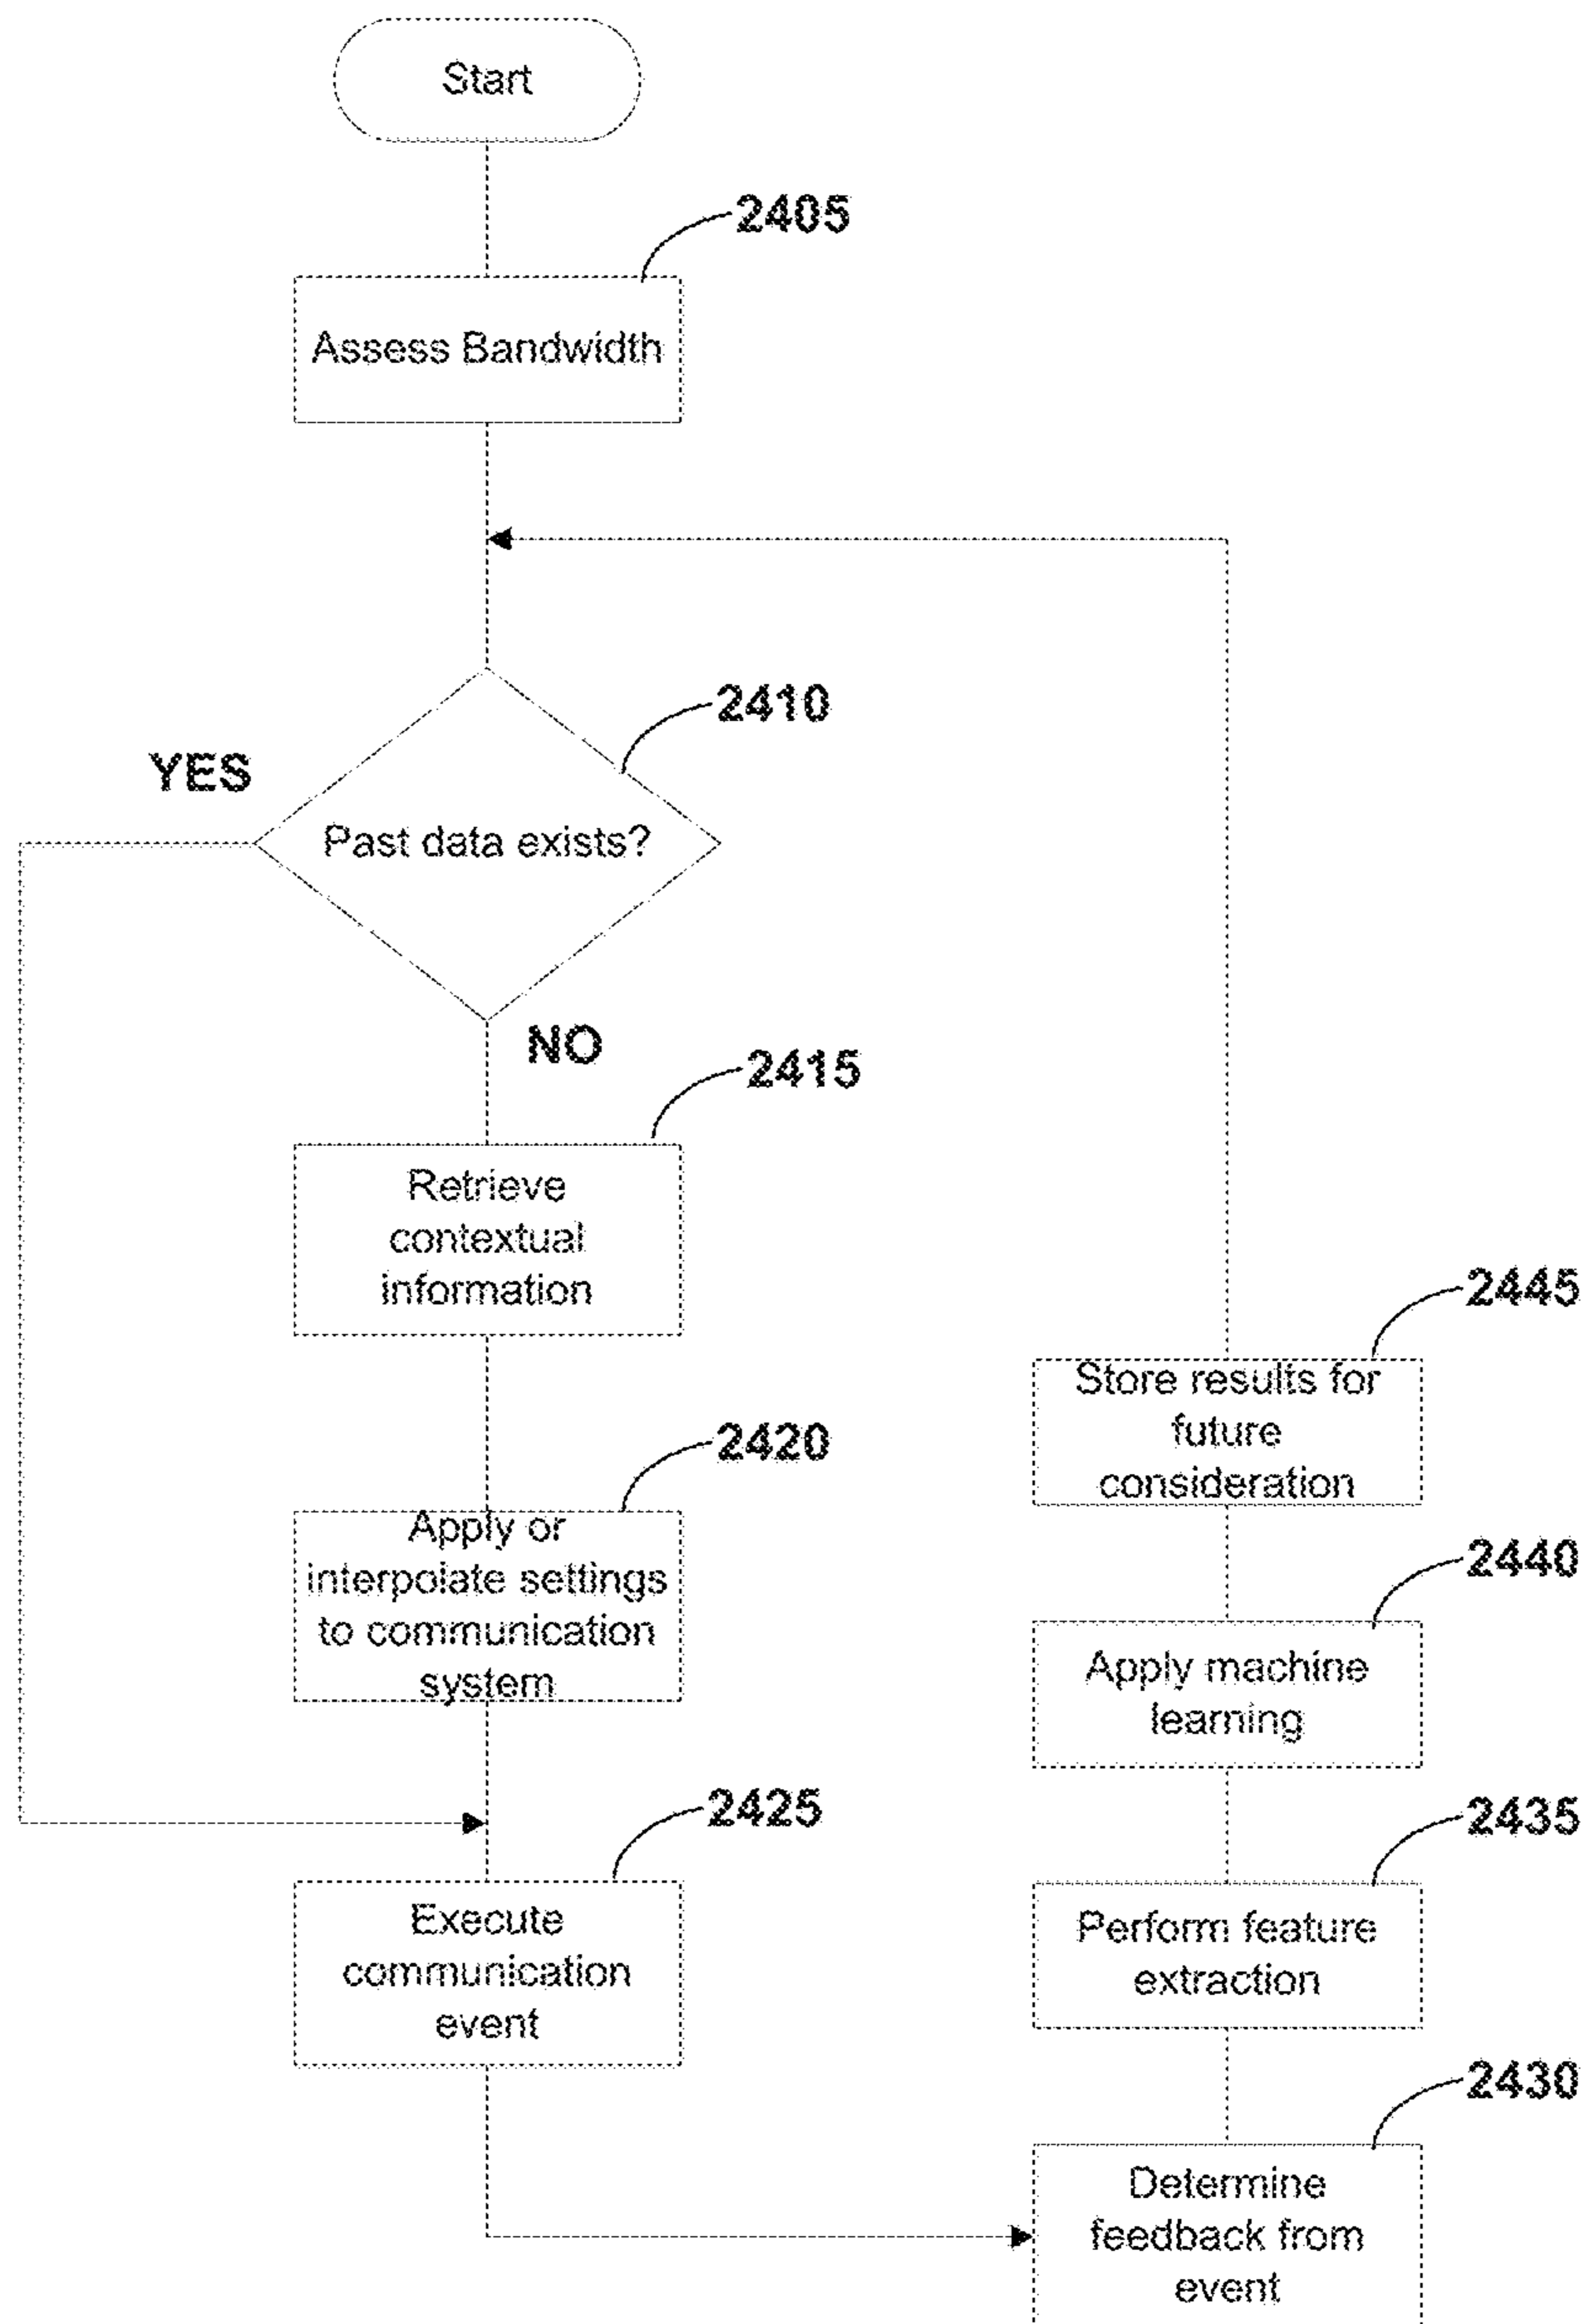 Start
2405
Assess Bandwidth
2410
YES
Past data exists?
NO
2415
Retrieve
contextual
information
2420
Apply or
interpolate settings
to communication
system
2425
Execute
communication
event
2445
Store results for
future
consideration
2440
Apply machine
learning
2435
Perform feature
extraction
2430
Determine
feedback from
event